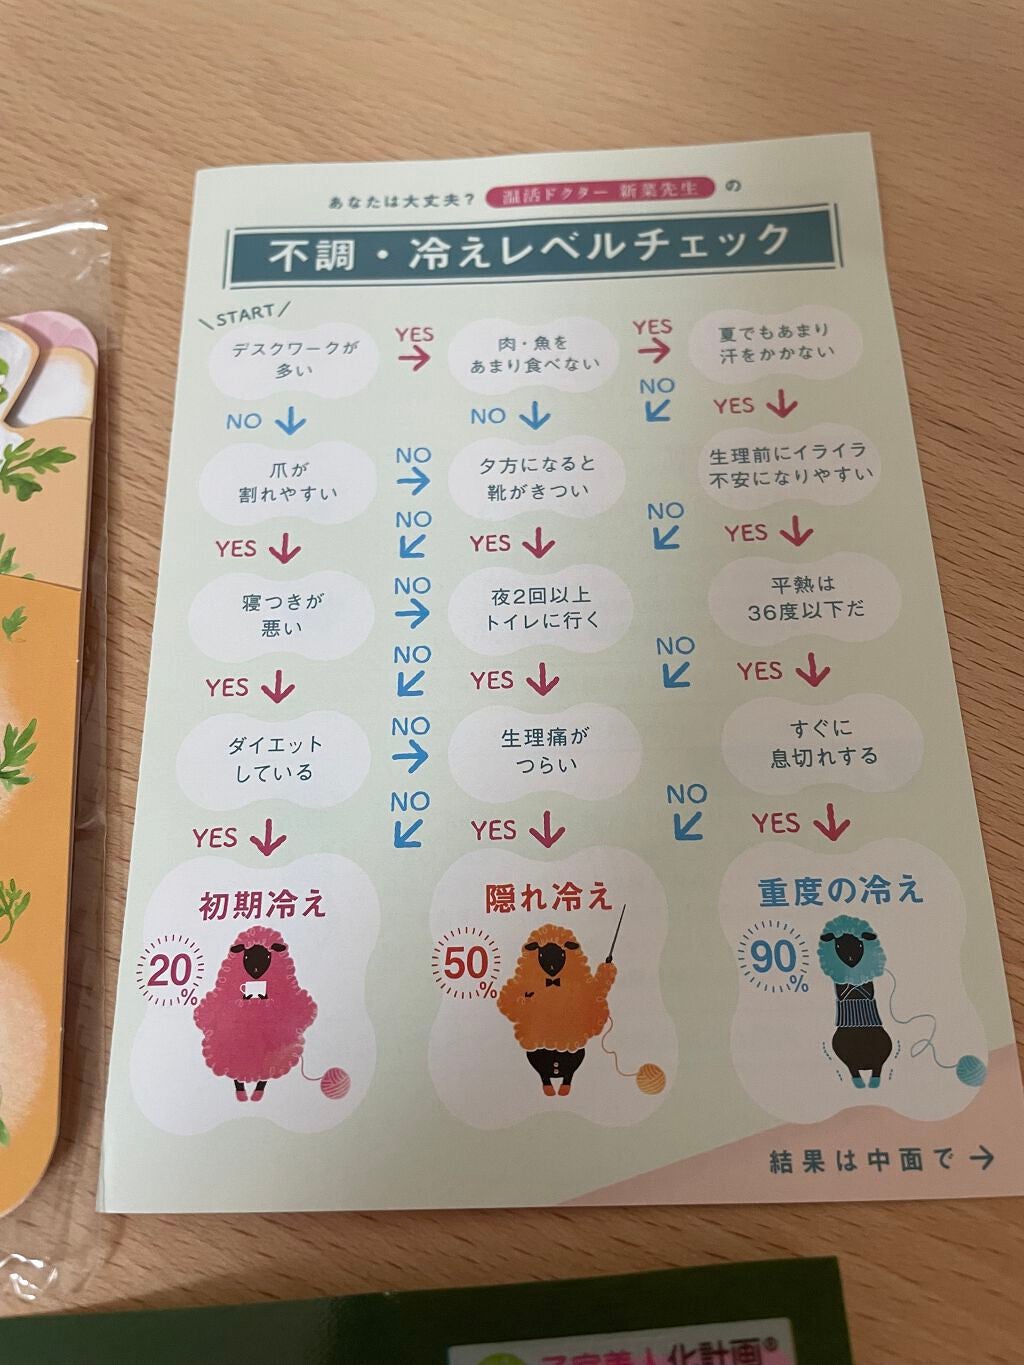 あなたは大丈夫? 温活ドクター 新菜先生 の
不調・冷えレベルチェック
START
デスクワークが
多い
YES
肉・魚を
あまり食べない
YES
夏でもあまり
汗をかかない
NO
NO
NO
YES
爪が
割れやすい
NO
夕方になると
靴がきつい
生理前にイライラ
不安になりやすい
YES
NO
YES
NO
YES
寝つきが
悪い
NO
夜2回以上
トイレに行く
平熱は
36度以下だ
YES
NO
YES
NO
YES
ダイエット
している
NO
生理痛が
つらい
すぐに
息切れする
YES
NO
YES
NO
YES
初期冷え
20%
隠れ冷え
50%
重度の冷え
90%
結果は中面で
子宮美人化計画®